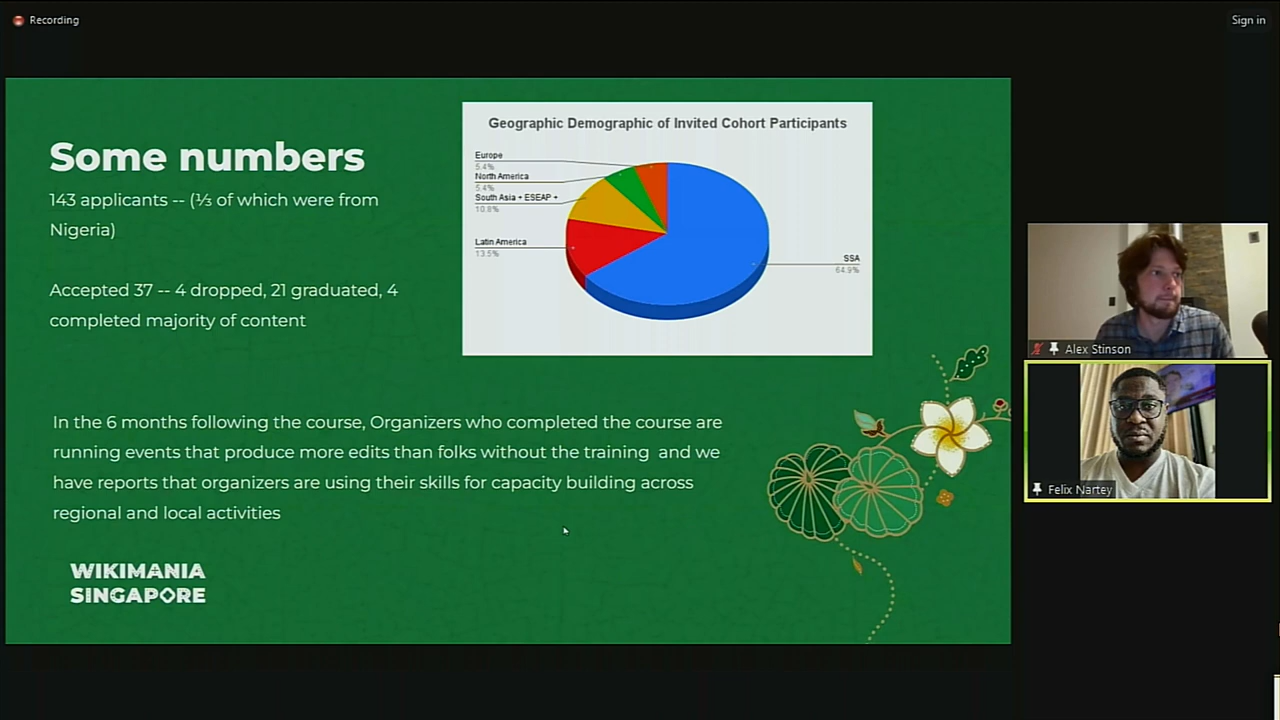 Recording
Sign in
Some numbers
143 applicants -- (⅓ of which were from
Nigeria)
Accepted 37 -- 4 dropped, 21 graduated, 4
completed majority of content
Geographic Demographic of Invited Cohort Participants
Europe
5.4%
North America
5.4%
South Asia + ESEAP +
10.8%
Latin America
13.5%
SSA
64.9%
In the 6 months following the course, Organizers who completed the course are
running events that produce more edits than folks without the training and we
have reports that organizers are using their skills for capacity building across
regional and local activities
WIKIMANIA
SINGAPORE
Alex Stinson
Felix Nartey